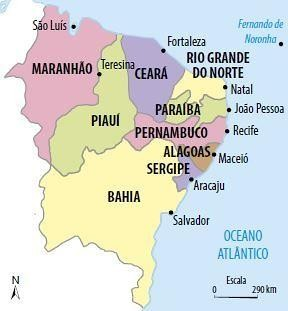 São Luís
Fernando de
Noronha
Fortaleza
RIO GRANDE
DO NORTE
MARANHÃO
Teresina
CEARÁ
Natal
PARAÍBA
João Pessoa
PIAUÍ
PERNAMBUCO
Recife
ALAGOAS
Maceió
SERGIPE
Aracaju
BAHIA
Salvador
OCEANO
ATLÂNTICO
N
Escala
0 290 km